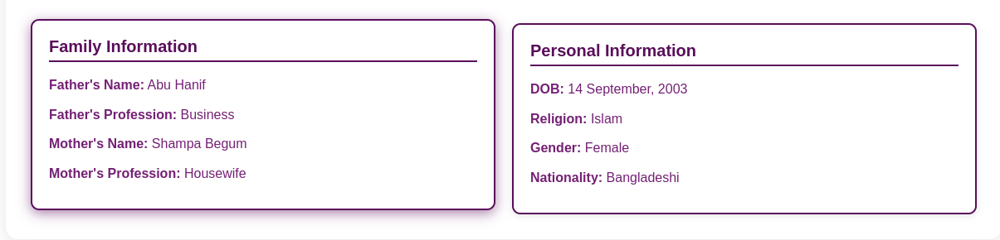 Family Information
Father's Name: Abu Hanif
Father's Profession: Business
Mother's Name: Shampa Begum
Mother's Profession: Housewife
Personal Information
DOB: 14 September, 2003
Religion: Islam
Gender: Female
Nationality: Bangladeshi